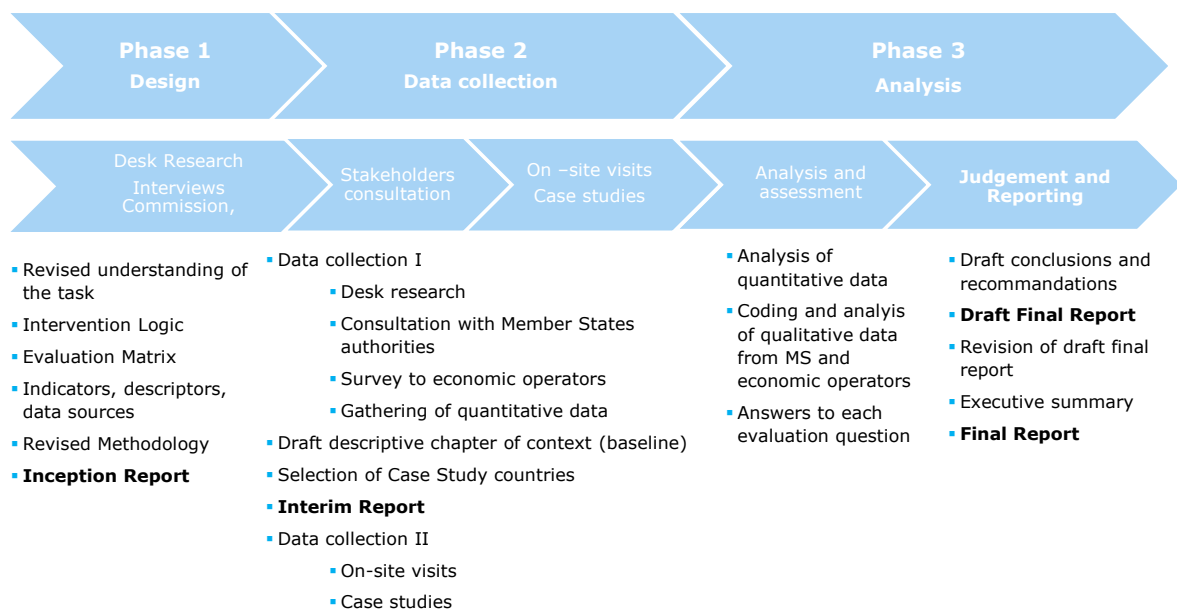 Phase 1
Design
Phase 2
Data collection
Phase 3
Analysis
Desk Research
Interviews
Commission,
Stakeholders
consultation
On –site visits
Case studies
Analysis and
assessment
Judgement and
Reporting
▪ Revised understanding of
the task
▪ Intervention Logic
▪ Evaluation Matrix
▪ Indicators, descriptors,
data sources
▪ Revised Methodology
▪ Inception Report
▪ Data collection I
▪ Desk research
▪ Consultation with Member States
authorities
▪ Survey to economic operators
▪ Gathering of quantitative data
▪ Draft descriptive chapter of context (baseline)
▪ Selection of Case Study countries
▪ Interim Report
▪ Data collection II
▪ On-site visits
▪ Case studies
▪ Analysis of
quantitative data
▪ Coding and analysis
of qualitative data
from MS and
economic operators
▪ Answers to each
evaluation question
▪ Draft conclusions and
recommandations
▪ Draft Final Report
▪ Revision of draft final
report
▪ Executive summary
▪ Final Report